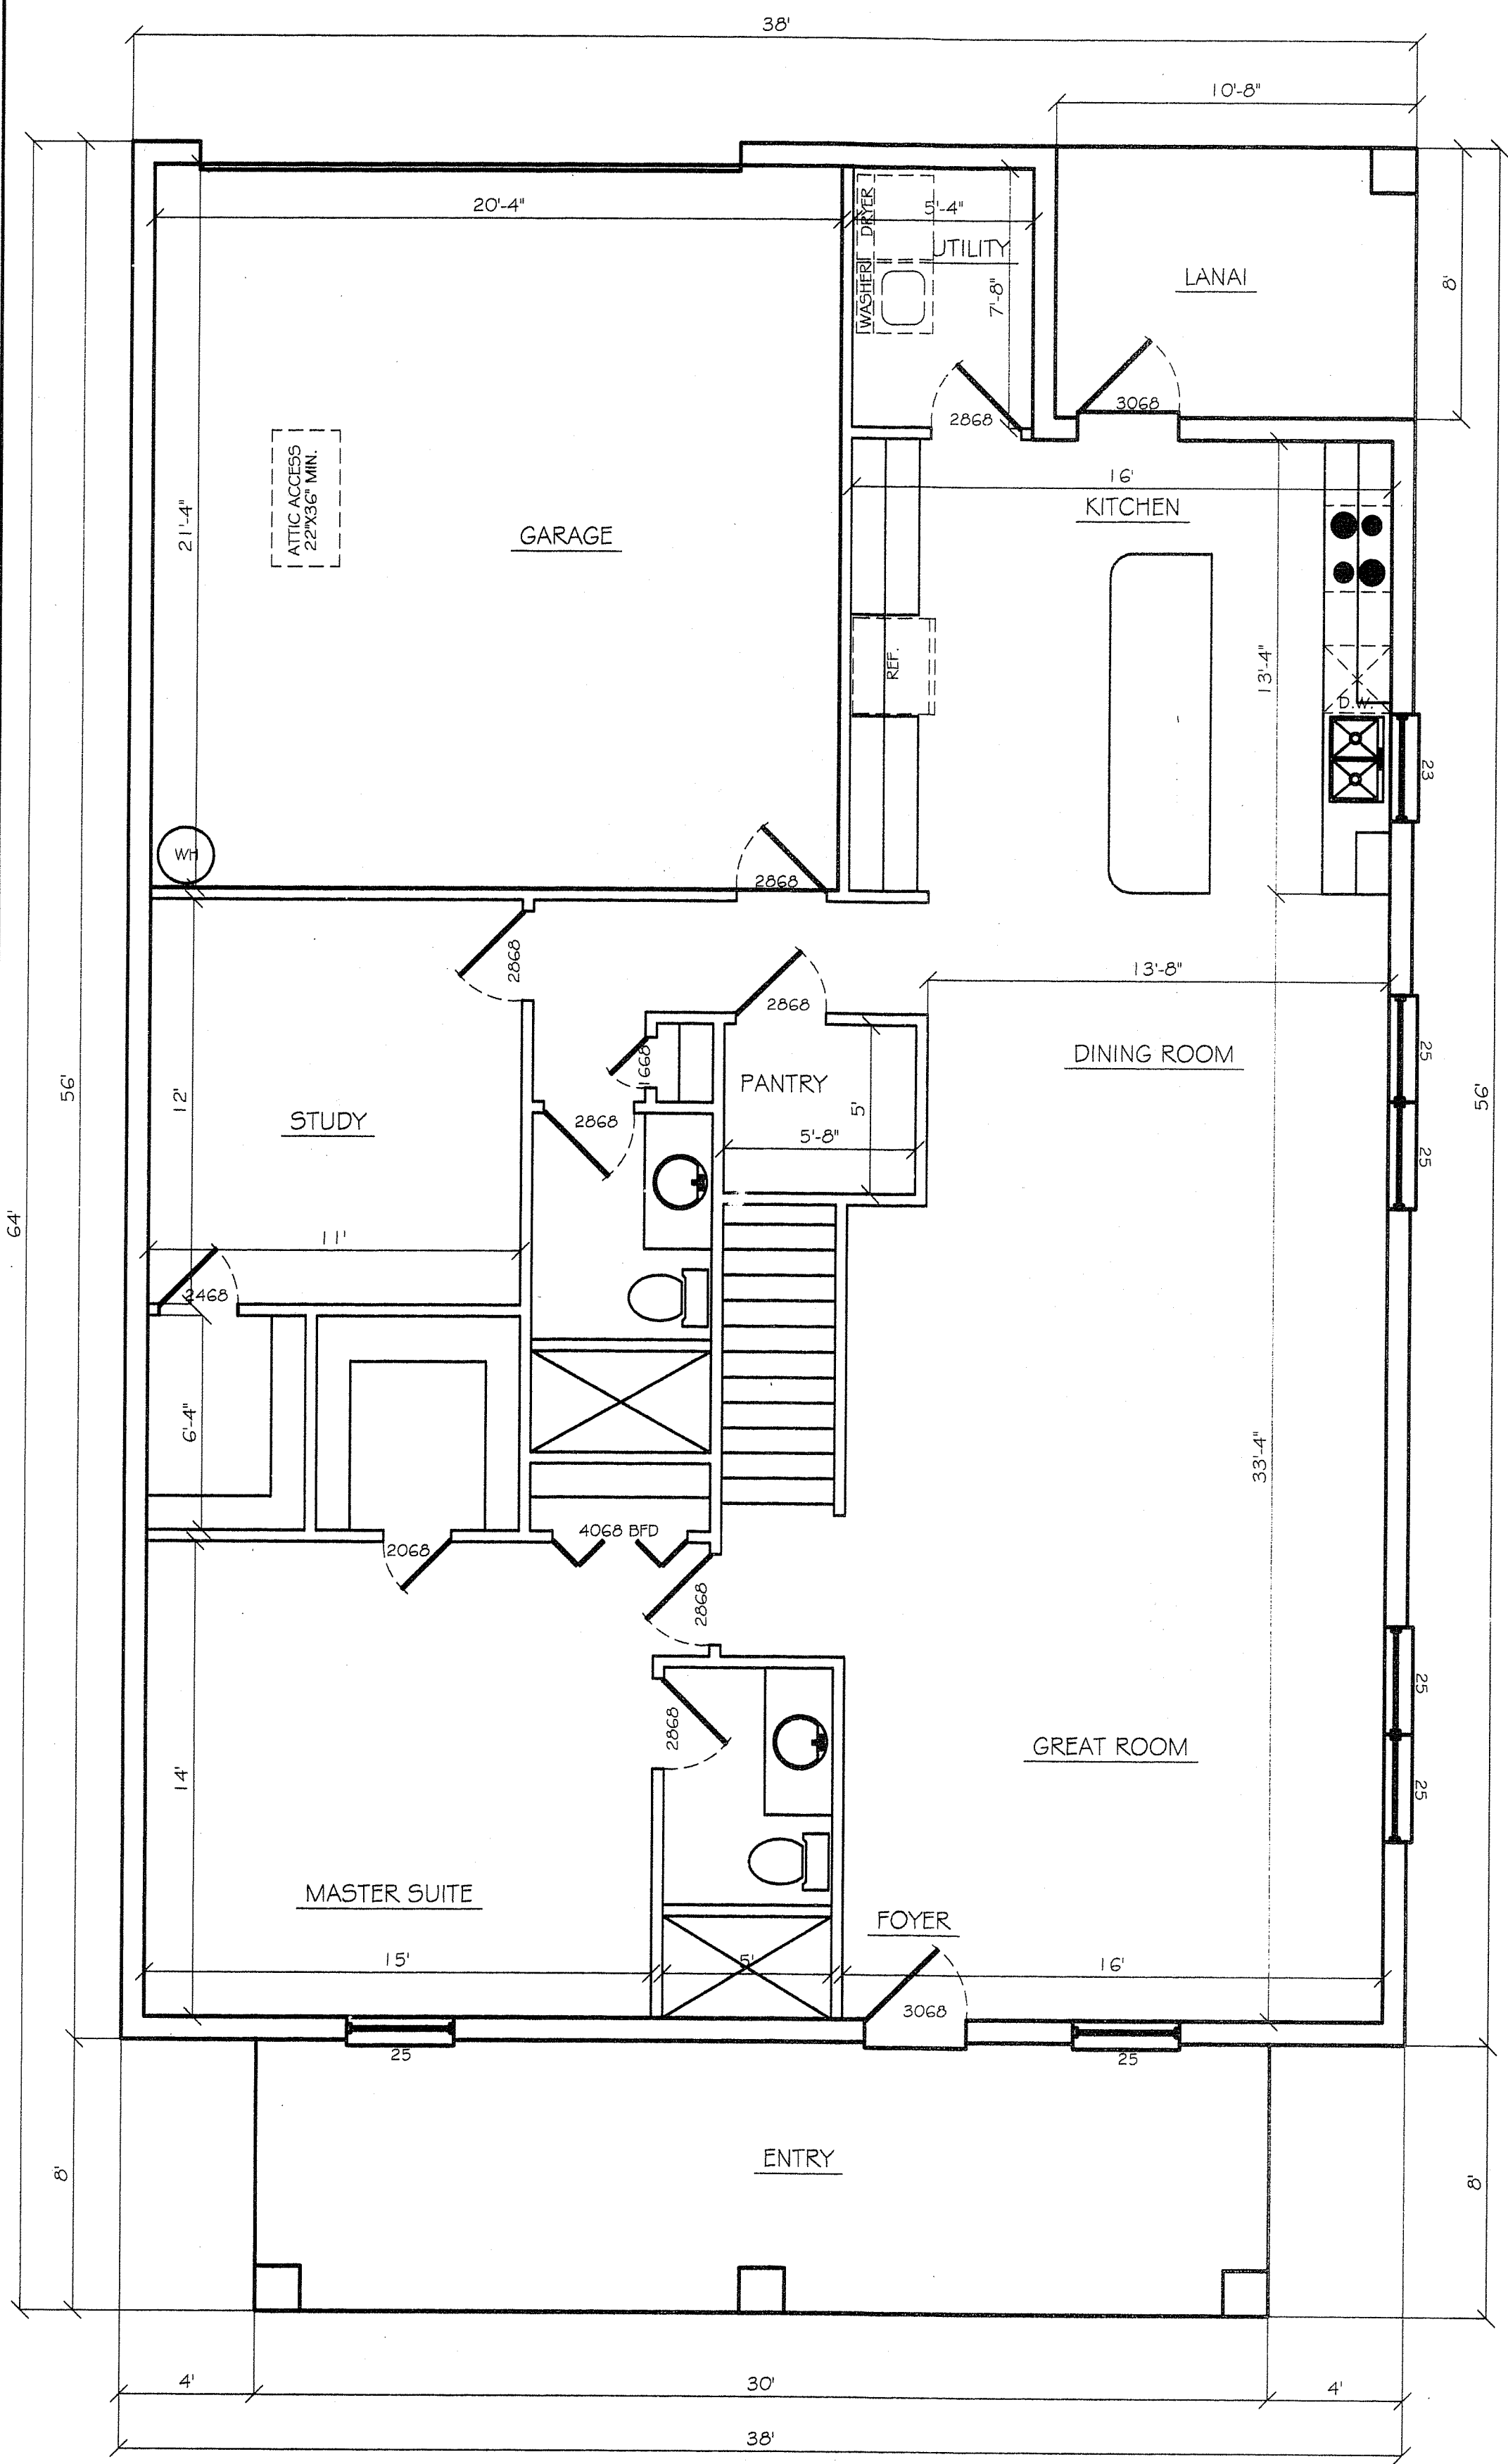 38'
10'-8"
20'-4"
5'-4"
DRYER
WASHER
UTILITY
7'-8"
LANAI
8'
3068
2868
16'
KITCHEN
ATTIC ACCESS
22"X36" MIN.
21'-4"
GARAGE
REF.
13'-4"
D.W.
23
WH
2868
2868
13'-8"
2868
DINING ROOM
25
1668
PANTRY
56'
12'
5'
56'
STUDY
2868
5'-8"
25
64'
11'
2468
6'-4"
33'-4"
4068 BFD
2068
2868
25
2868
GREAT ROOM
14'
25
MASTER SUITE
FOYER
15'
5'
16'
3068
25
25
ENTRY
8'
8'
4'
30'
4'
38'